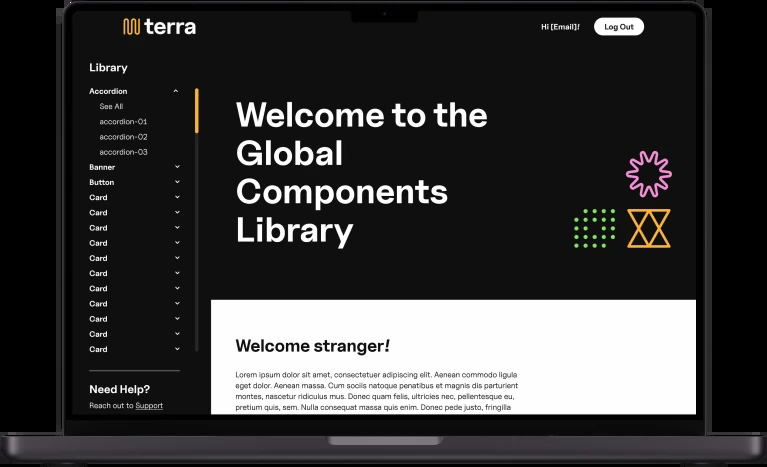 terra
Hi [Email]!
Log Out
Library
Accordion
See All
accordion-01
accordion-02
accordion-03
Banner
Button
Card
Card
Card
Card
Card
Card
Card
Card
Card
Card
Card
Need Help?
Reach out to Support
Welcome to the
Global
Components
Library
Welcome stranger!
Lorem ipsum dolor sit amet, consectetuer adipiscing elit. Aenean commodo ligula
eget dolor. Aenean massa. Cum sociis natoque penatibus et magnis dis parturient
montes, nascetur ridiculus mus. Donec quam felis, ultricies nec, pellentesque eu,
pretium quis, sem. Nulla consequat massa quis enim. Donec pede justo, fringilla